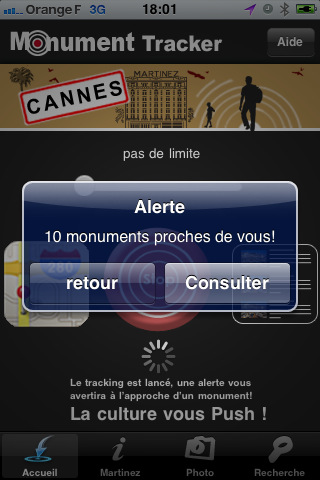 Orange F 3G 18:01
Monument Tracker
Aide
MARTINEZ
CANNES
pas de limite
Alerte
10 monuments proches de vous!
280
Stop!
retour
Consulter
Le tracking est lancé, une alerte vous
avertira à l'approche d'un monument!
La culture vous Push !
Accueil
Martinez
Photo
Recherche